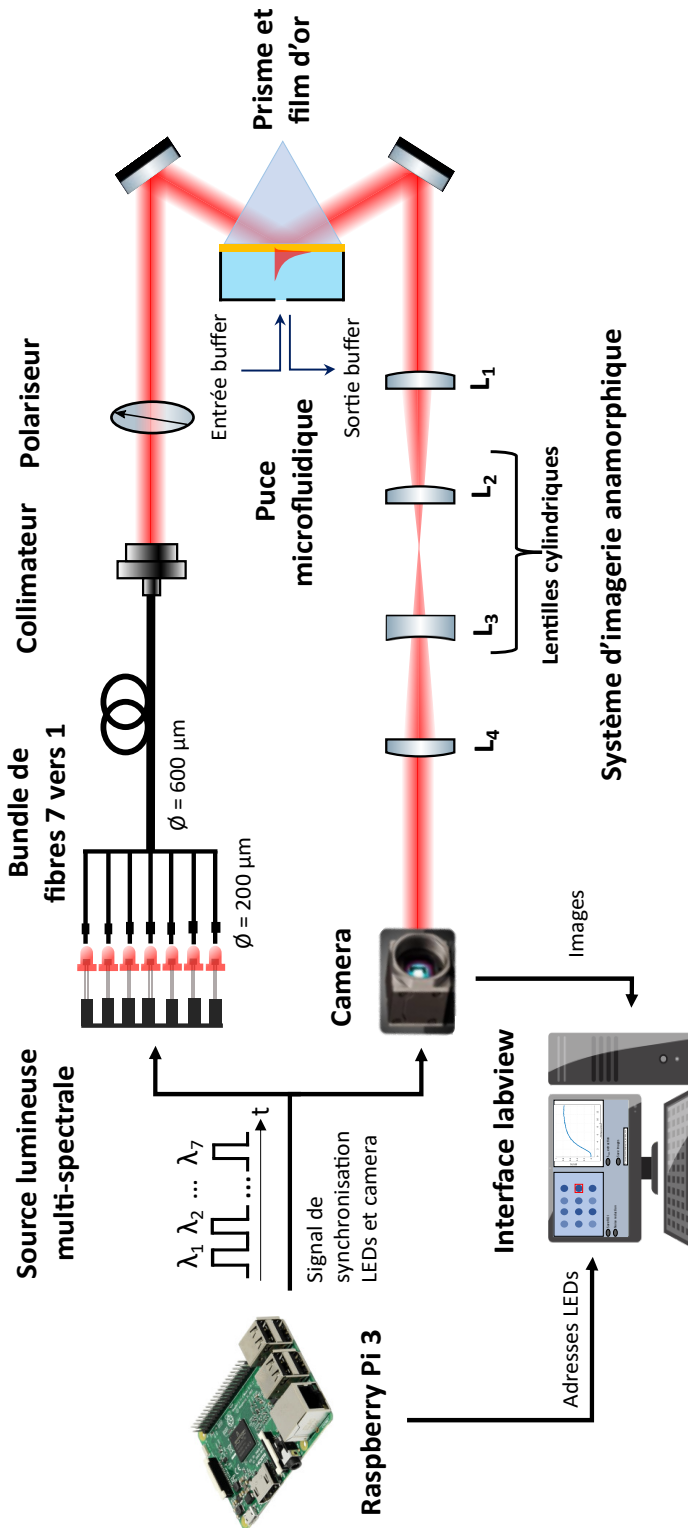 Source lumineuse
multi-spectrale
Bundle de
fibres 7 vers 1
Collimateur
Polariseur
Ø = 200 µm
Ø = 600 µm
λ1 λ2 ... λ7
...
t
Signal de
synchronisation
LEDs et camera
Raspberry Pi 3
Entrée buffer
Sortie buffer
Puce
microfluidique
Prisme et
film d’or
Camera
L4
L3
L2
L1
Lentilles cylindriques
Système d’imagerie anamorphique
Images
Adresses LEDs
Interface labview